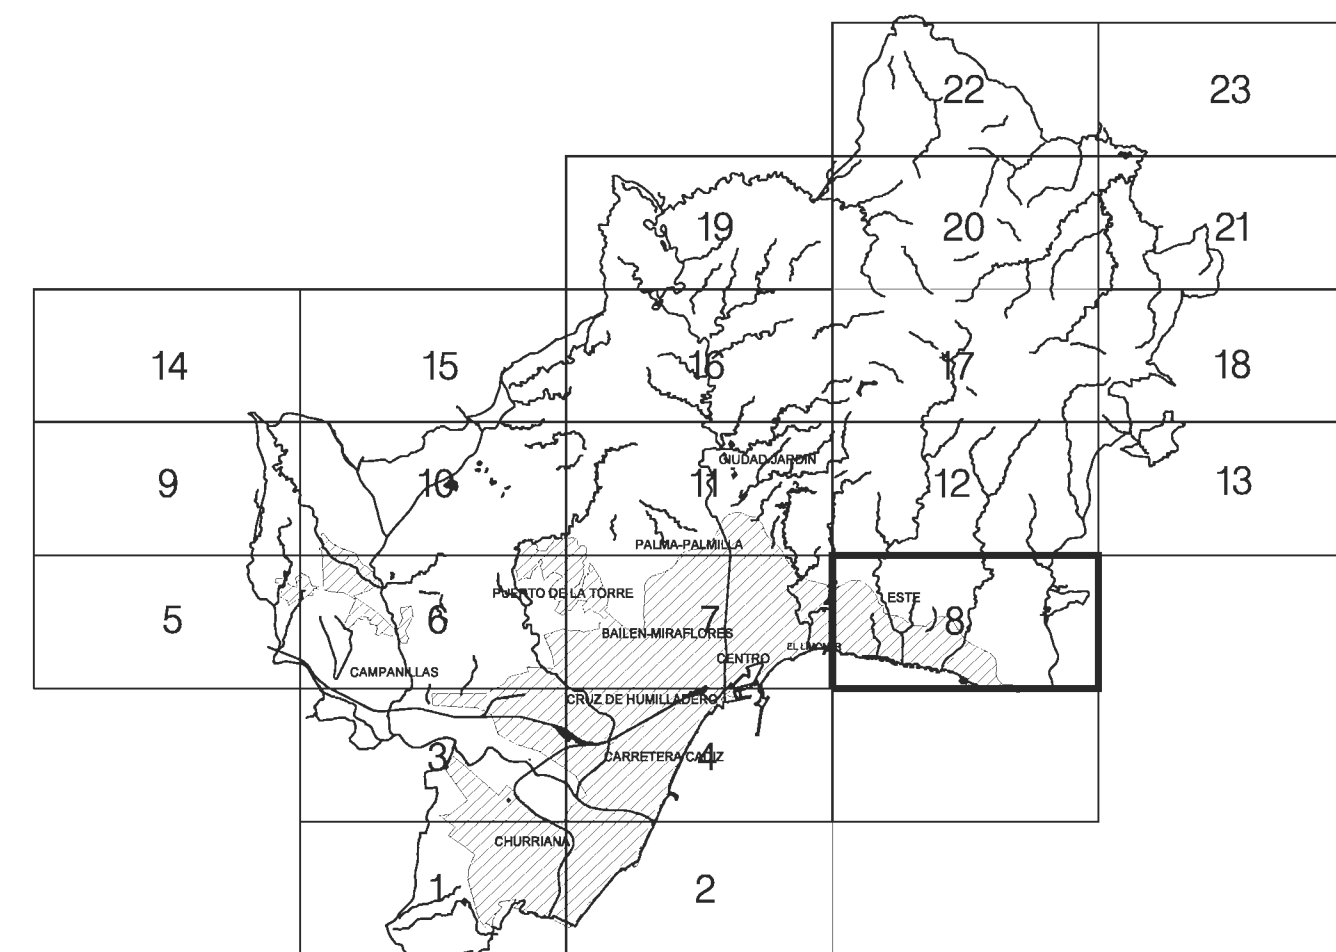 22
23
19
20
21
14
15
16
17
18
CIUDAD JARDIN
9
10
11
12
13
PALMA-PALMILLA
PUERTO DE LA TORRE
ESTE
5
6
7
8
BAILEN-MIRAFLORES
EL LIMONAR
CENTRO
CAMPANILLAS
CRUZ DE HUMILLADERO
3
CARRETERA CADIZ
4
CHURRIANA
1
2